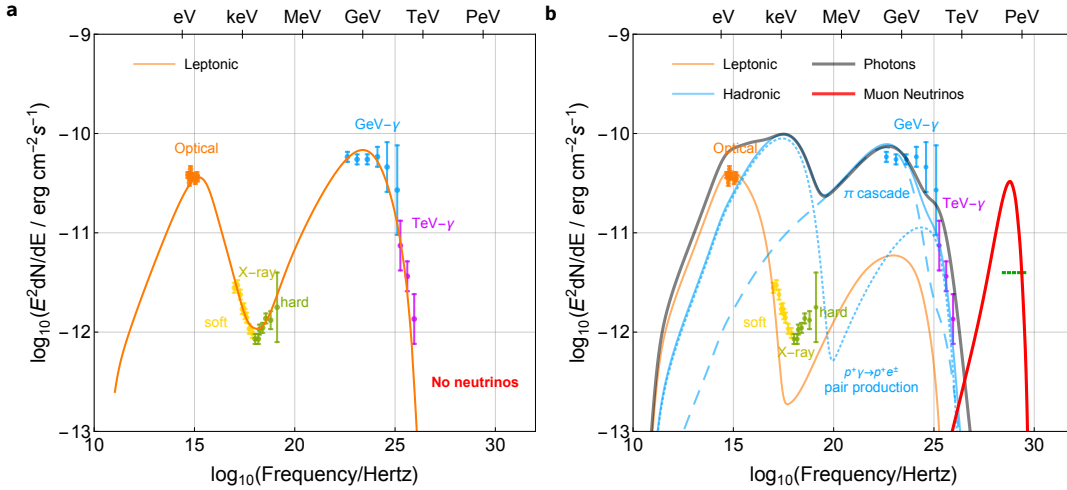 a
eV keV MeV GeV TeV PeV
−9
−10
−11
−12
−13
log₁₀(E²dN/dE / erg cm⁻²s⁻¹)
Leptonic
Optical
GeV−γ
TeV−γ
X−ray
soft
hard
No neutrinos
10 15 20 25 30
log₁₀(Frequency/Hertz)
b
eV keV MeV GeV TeV PeV
−9
−10
−11
−12
−13
log₁₀(E²dN/dE / erg cm⁻²s⁻¹)
Leptonic Photons
Hadronic Muon Neutrinos
Optical
GeV−γ
π cascade
TeV−γ
soft
hard
X−ray
p⁺γ→p⁺e±
pair production
10 15 20 25 30
log₁₀(Frequency/Hertz)